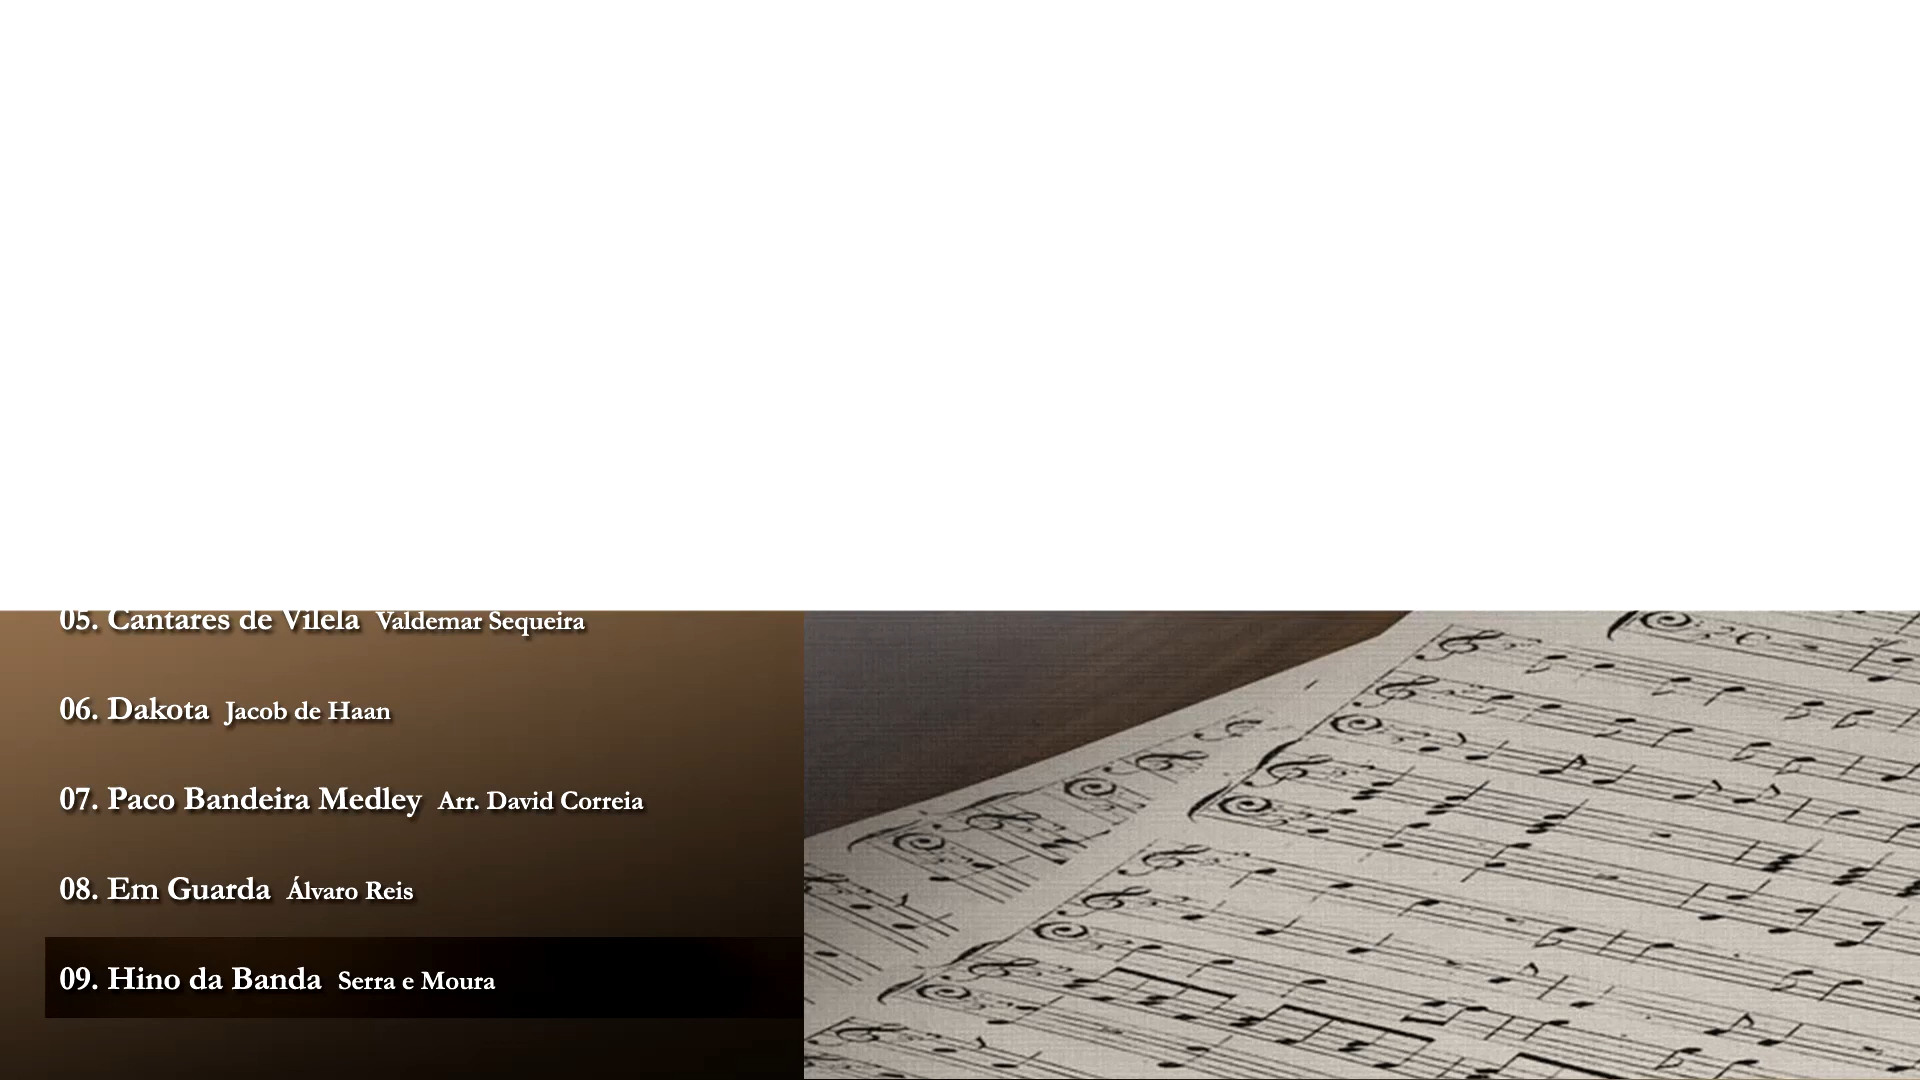 05. Cantares de Vilela Valdemar Sequeira
06. Dakota Jacob de Haan
07. Paco Bandeira Medley Arr. David Correia
08. Em Guarda Álvaro Reis
09. Hino da Banda Serra e Moura